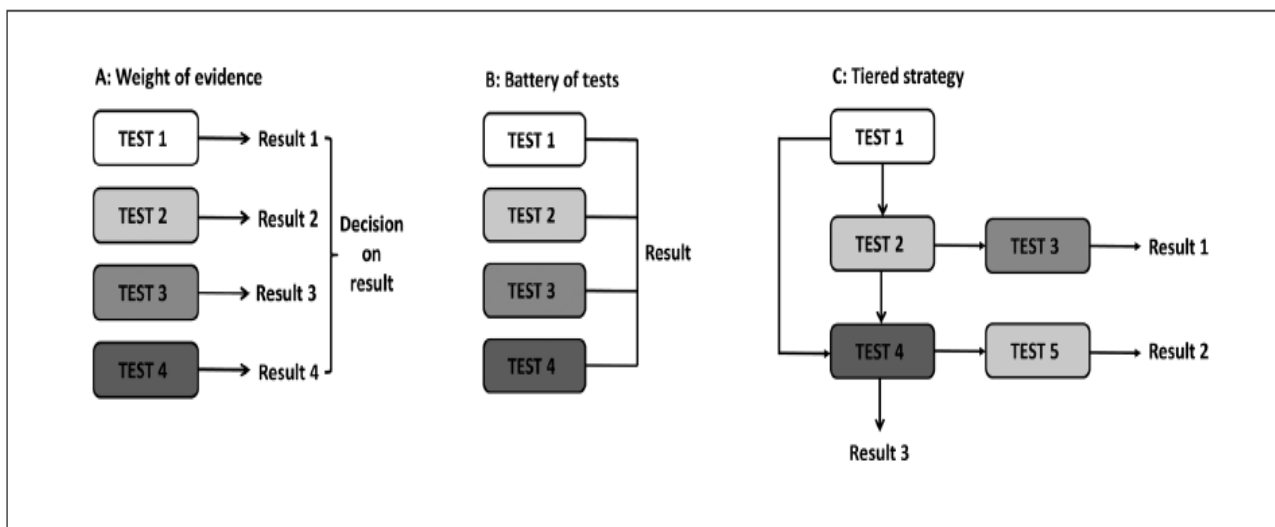 A: Weight of evidence
TEST 1
Result 1
TEST 2
Result 2
TEST 3
Result 3
TEST 4
Result 4
Decision
on
result
B: Battery of tests
TEST 1
TEST 2
TEST 3
TEST 4
Result
C: Tiered strategy
TEST 1
TEST 2
TEST 3
Result 1
TEST 4
TEST 5
Result 2
Result 3